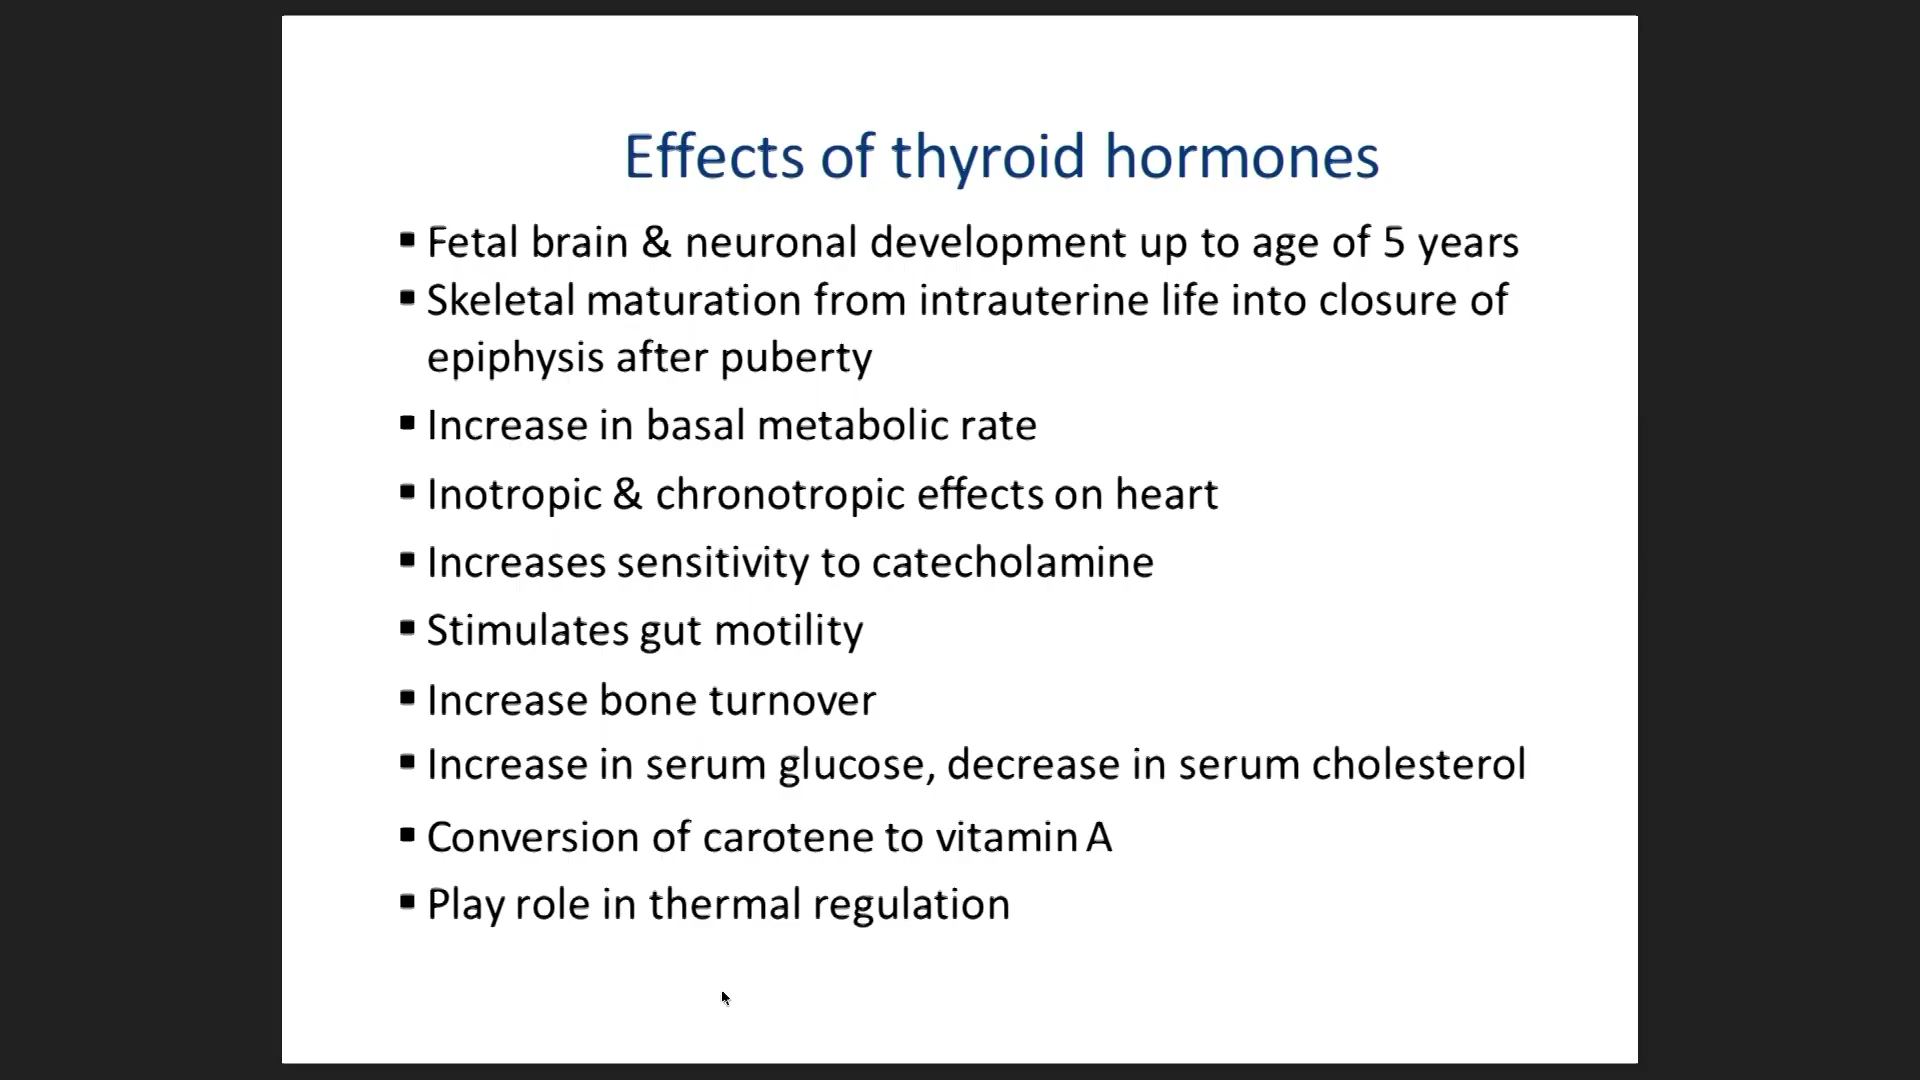 Effects of thyroid hormones
▪ Fetal brain & neuronal development up to age of 5 years
▪ Skeletal maturation from intrauterine life into closure of
epiphysis after puberty
▪ Increase in basal metabolic rate
▪ Inotropic & chronotropic effects on heart
▪ Increases sensitivity to catecholamine
▪ Stimulates gut motility
▪ Increase bone turnover
▪ Increase in serum glucose, decrease in serum cholesterol
▪ Conversion of carotene to vitamin A
▪ Play role in thermal regulation